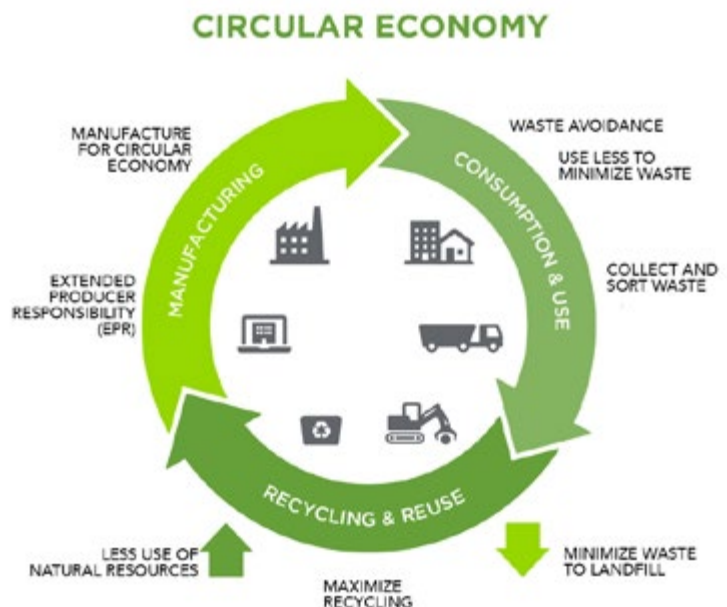 CIRCULAR ECONOMY
MANUFACTURE
FOR CIRCULAR
ECONOMY
WASTE AVOIDANCE
USE LESS TO
MINIMIZE WASTE
MANUFACTURING
CONSUMPTION & USE
EXTENDED
PRODUCER
RESPONSIBILITY
(EPR)
COLLECT AND
SORT WASTE
RECYCLING & REUSE
LESS USE OF
NATURAL RESOURCES
MINIMIZE WASTE
TO LANDFILL
MAXIMIZE
RECYCLING